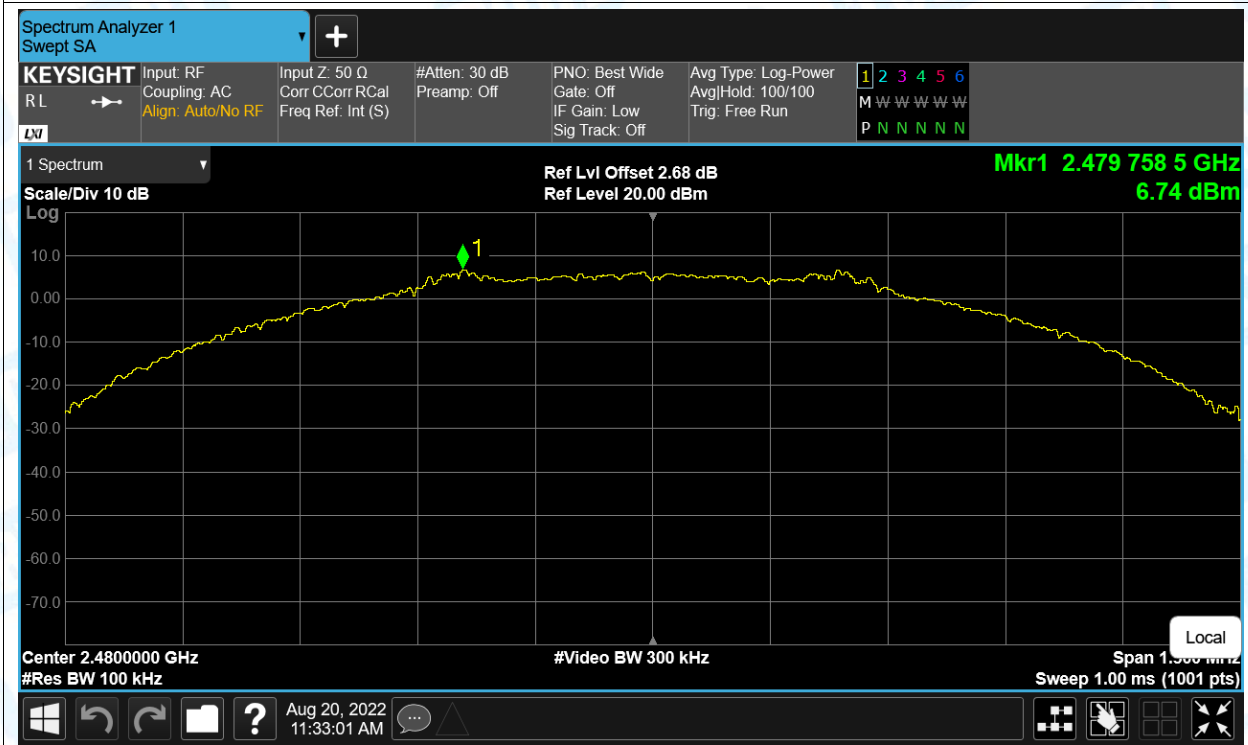 Spectrum Analyzer 1
Swept SA
KEYSIGHT
R L
LXI
Input: RF
Coupling: AC
Align: Auto/No RF
Input Z: 50 Ω
Corr CCorr RCal
Freq Ref: Int (S)
#Atten: 30 dB
Preamp: Off
PNO: Best Wide
Gate: Off
IF Gain: Low
Sig Track: Off
Avg Type: Log-Power
Avg|Hold: 100/100
Trig: Free Run
1 2 3 4 5 6
M W W W W W
P N N N N N
1 Spectrum
Scale/Div 10 dB
Log
Ref Lvl Offset 2.68 dB
Ref Level 20.00 dBm
Mkr1 2.479 758 5 GHz
6.74 dBm
1
10.0
0.00
-10.0
-20.0
-30.0
-40.0
-50.0
-60.0
-70.0
Local
Center 2.4800000 GHz
#Video BW 300 kHz
Span
#Res BW 100 kHz
Sweep 1.00 ms (1001 pts)
?
Aug 20, 2022
11:33:01 AM